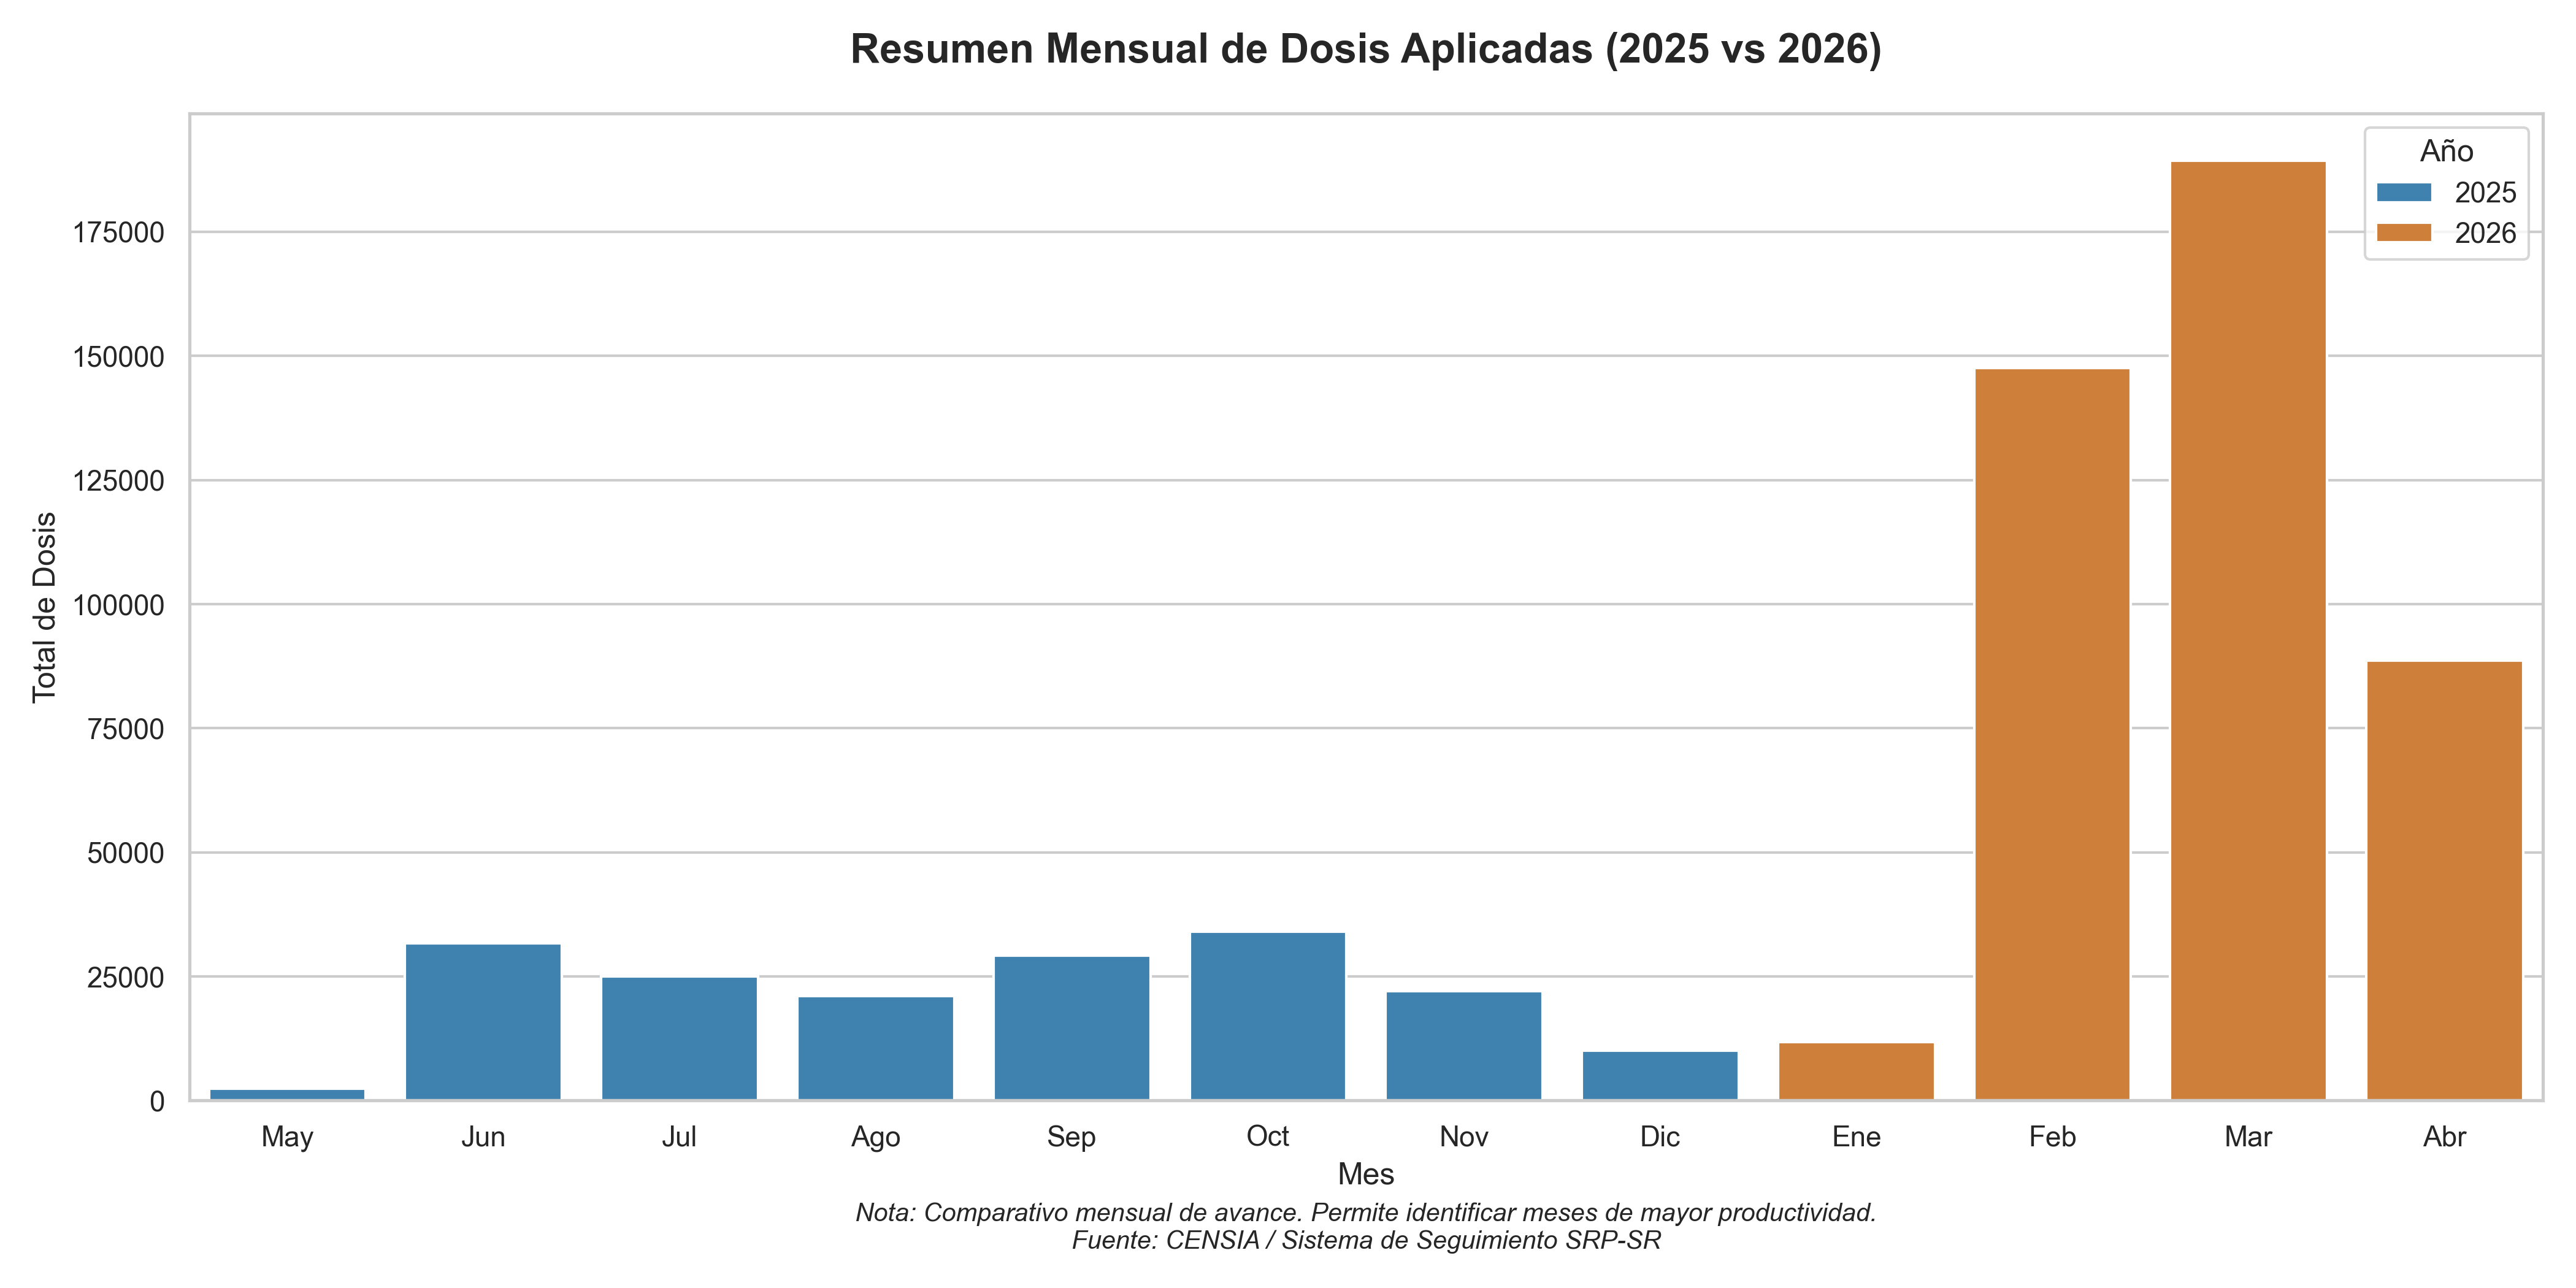 Resumen Mensual de Dosis Aplicadas (2025 vs 2026)
Año
2025
2026
Total de Dosis
175000
150000
125000
100000
75000
50000
25000
0
May
Jun
Jul
Ago
Sep
Oct
Nov
Dic
Ene
Feb
Mar
Abr
Mes
Nota: Comparativo mensual de avance. Permite identificar meses de mayor productividad.
Fuente: CENSIA / Sistema de Seguimiento SRP-SR